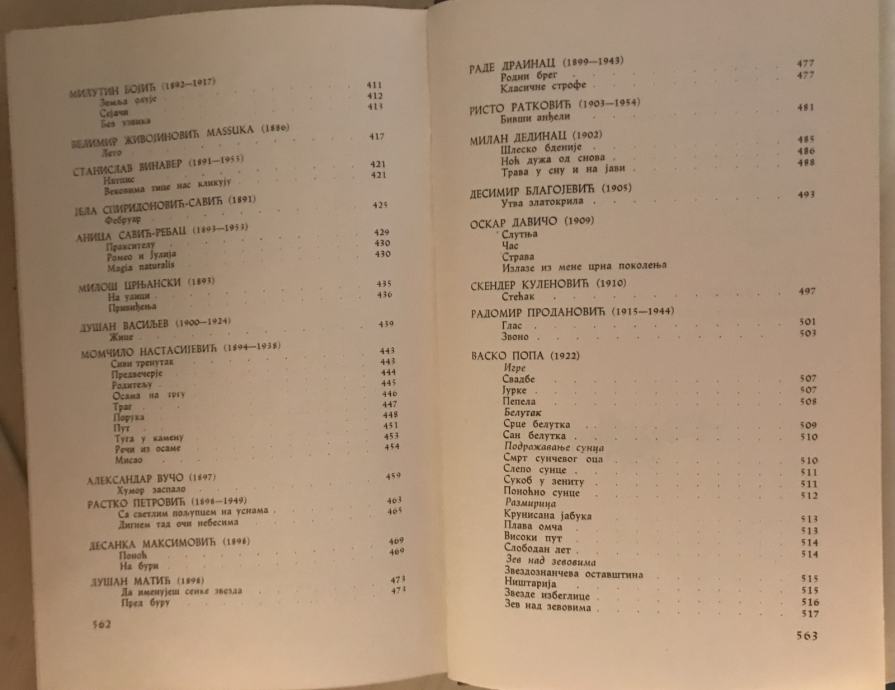 МИЛУТИН БОЈИЋ (1892—1917)
Земља олује 411
Сејачи 412
Без узвика 413
ВЕЛИМИР ЖИВОЈИНОВИЋ MASSUKA (1886)
Лето 417
СТАНИСЛАВ ВИНАВЕР (1891—1955)
Натпис 421
Вековима тице нас кликују 421
ЈЕЛА СПИРИДОНОВИЋ-САВИЋ (1891)
Фебруар 425
АНИЦА САВИЋ-РЕБАЦ (1893—1953)
Пракситељу 429
Ромео и Јулија 430
Magia naturalis 430
МИЛОШ ЦРЊАНСКИ (1893)
На улици 435
Привиђења 436
ДУШАН ВАСИЉЕВ (1900—1924)
Жице 439
МОМЧИЛО НАСТАСИЈЕВИЋ (1894—1938)
Сиви тренутак 443
Предвечерје 443
Родитељу 444
Осама на тргу 445
Траг 446
Порука 447
Пут 448
Туга у камену 451
Речи из осаме 453
Мисао 454
АЛЕКСАНДАР ВУЧО (1897)
Хумор заспало 459
РАСТКО ПЕТРОВИЋ (1898—1949)
Са светлим пољупцем на уснама 463
Дигнем тад очи небесима 465
ДЕСАНКА МАКСИМОВИЋ (1898)
Поноћ 469
На бури 469
ДУШАН МАТИЋ (1898)
Да именујеш сенке звезда 473
Пред буру 473
562
РАДЕ ДРАИНАЦ (1899—1943)
Родни брег 477
Класичне строфе 477
РИСТО РАТКОВИЋ (1903—1954)
Бивши анђели 481
МИЛАН ДЕДИНАЦ (1902)
Шлеско бденије 485
Ноћ дужа од снова 486
Трава у сну и на јави 488
ДЕСИМИР БЛАГОЈЕВИЋ (1905)
Утва златокрила 493
ОСКАР ДАВИЧО (1909)
Слутња
Час
Страва
Излазе из мене црна поколења
СКЕНДЕР КУЛЕНОВИЋ (1910)
Стећак 497
РАДОМИР ПРОДАНОВИЋ (1915—1944)
Глас 501
Звоно 503
ВАСКО ПОПА (1922)
Игре
Свадбе 507
Јурке 507
Пепела 508
Белутак
Срце белутка 509
Сан белутка 510
Подражавање сунца
Смрт сунчевог оца 510
Слепо сунце 511
Сукоб у зениту 511
Поноћно сунце 512
Размирица
Крунисана јабука 513
Плава омча 513
Високи пут 514
Слободан лет 514
Зев над зевовима
Звездознанчева оставштина 515
Ништарија 515
Звезде избеглице 516
Зев над зевовима 517
563